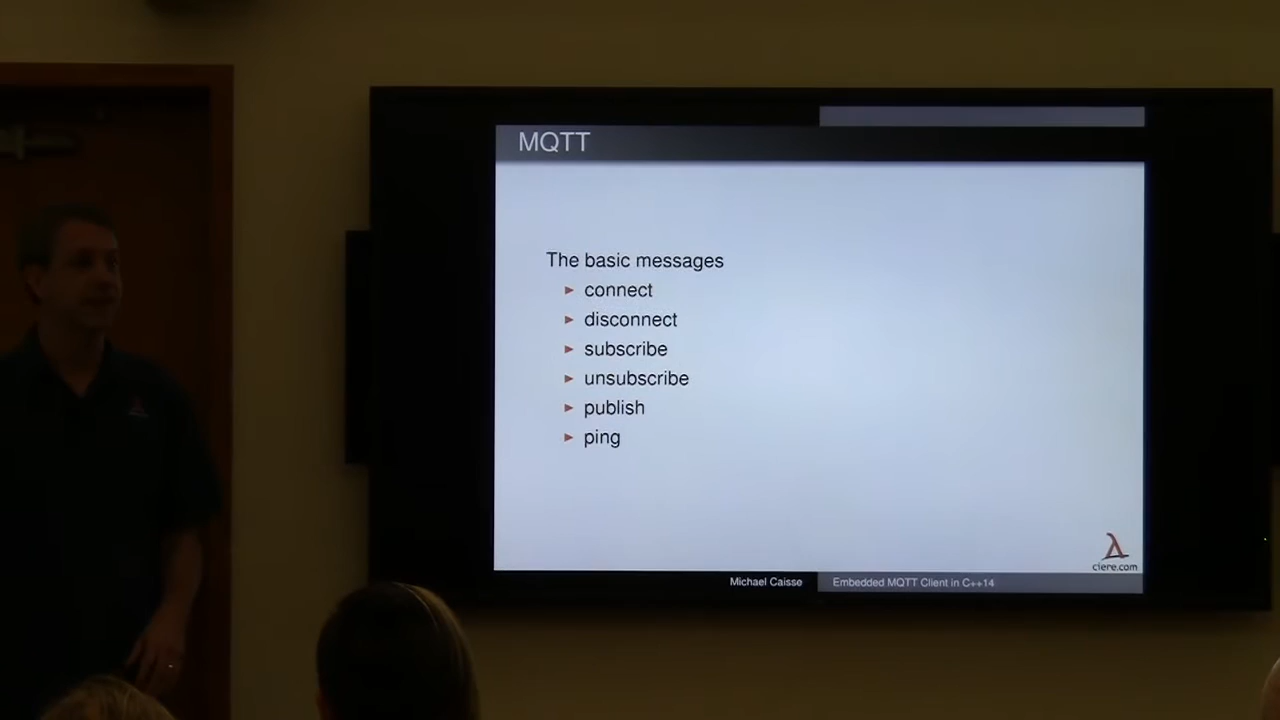 MQTT
The basic messages
connect
disconnect
subscribe
unsubscribe
publish
ping
ciere.com
Michael Caisse
Embedded MQTT Client in C++14